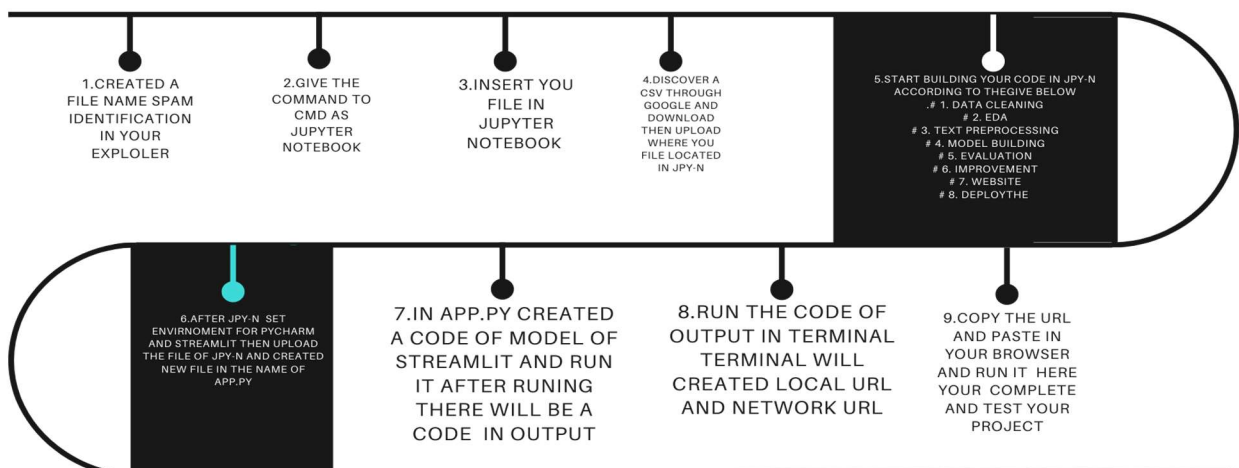 1.CREATED A
FILE NAME SPAM
IDENTIFICATION
IN YOUR
EXPLOLER
2.GIVE THE
COMMAND TO
CMD AS
JUPYTER
NOTEBOOK
3.INSERT YOU
FILE IN
JUPYTER
NOTEBOOK
4.DISCOVER A
CSV THROUGH
GOOGLE AND
DOWNLOAD
THEN UPLOAD
WHERE YOU
FILE LOCATED
IN JPY-N
5.START BUILDING YOUR CODE IN JPY-N
ACCORDING TO THEGIVE BELOW
.# 1. DATA CLEANING
# 2. EDA
# 3. TEXT PREPROCESSING
# 4. MODEL BUILDING
# 5. EVALUATION
# 6. IMPROVEMENT
# 7. WEBSITE
# 8. DEPLOYTHE
6.AFTER JPY-N SET
ENVIRNOMENT FOR PYCHARM
AND STREAMLIT THEN UPLOAD
THE FILE OF JPY-N AND CREATED
NEW FILE IN THE NAME OF
APP.PY
7.IN APP.PY CREATED
A CODE OF MODEL OF
STREAMLIT AND RUN
IT AFTER RUNING
THERE WILL BE A
CODE IN OUTPUT
8.RUN THE CODE OF
OUTPUT IN TERMINAL
TERMINAL WILL
CREATED LOCAL URL
AND NETWORK URL
9.COPY THE URL
AND PASTE IN
YOUR BROWSER
AND RUN IT HERE
YOUR COMPLETE
AND TEST YOUR
PROJECT